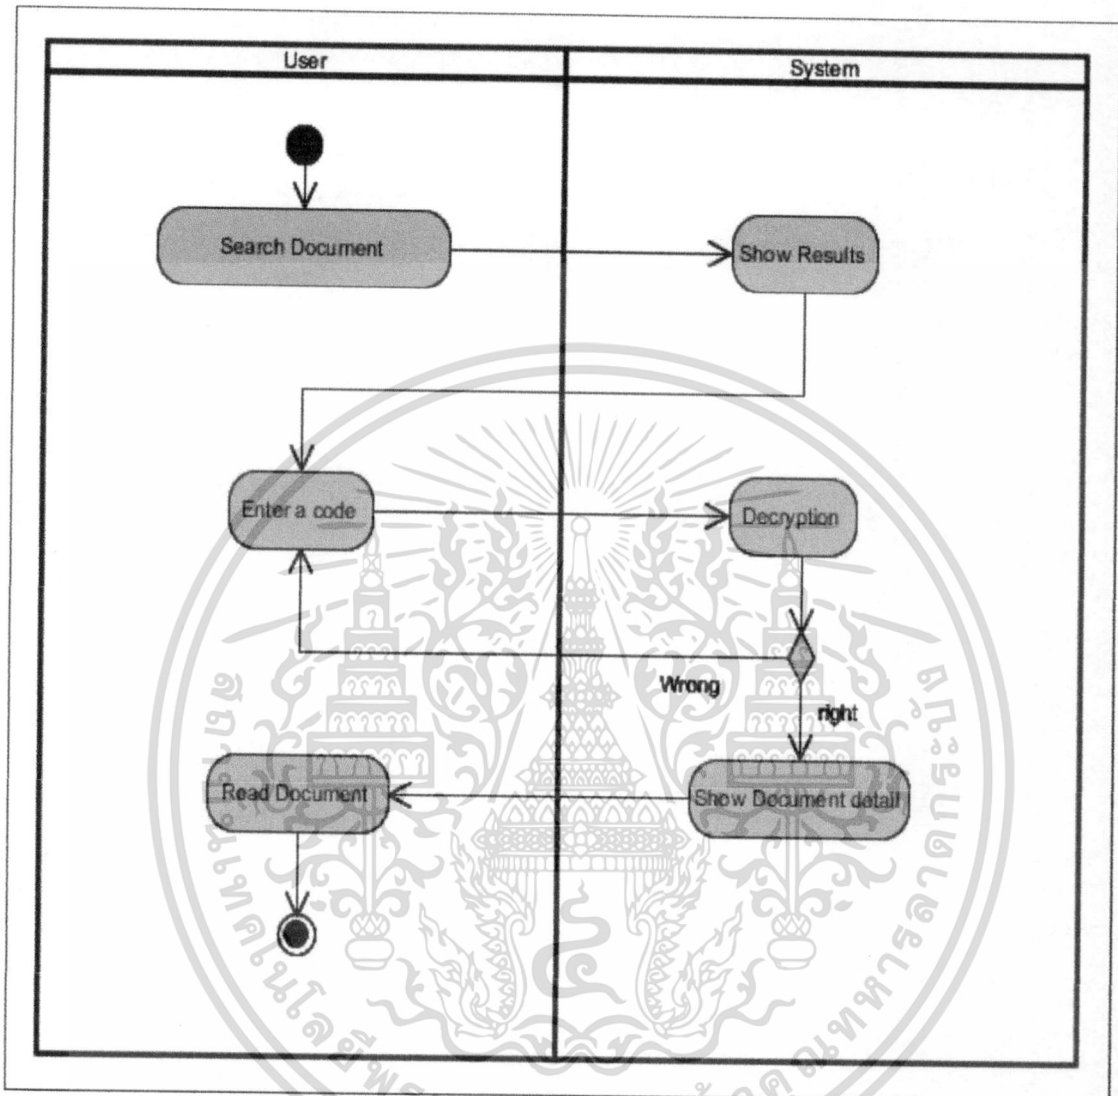 User
System
Search Document
Show Results
Enter a code
Decryption
Wrong
right
Read Document
Show Document detail